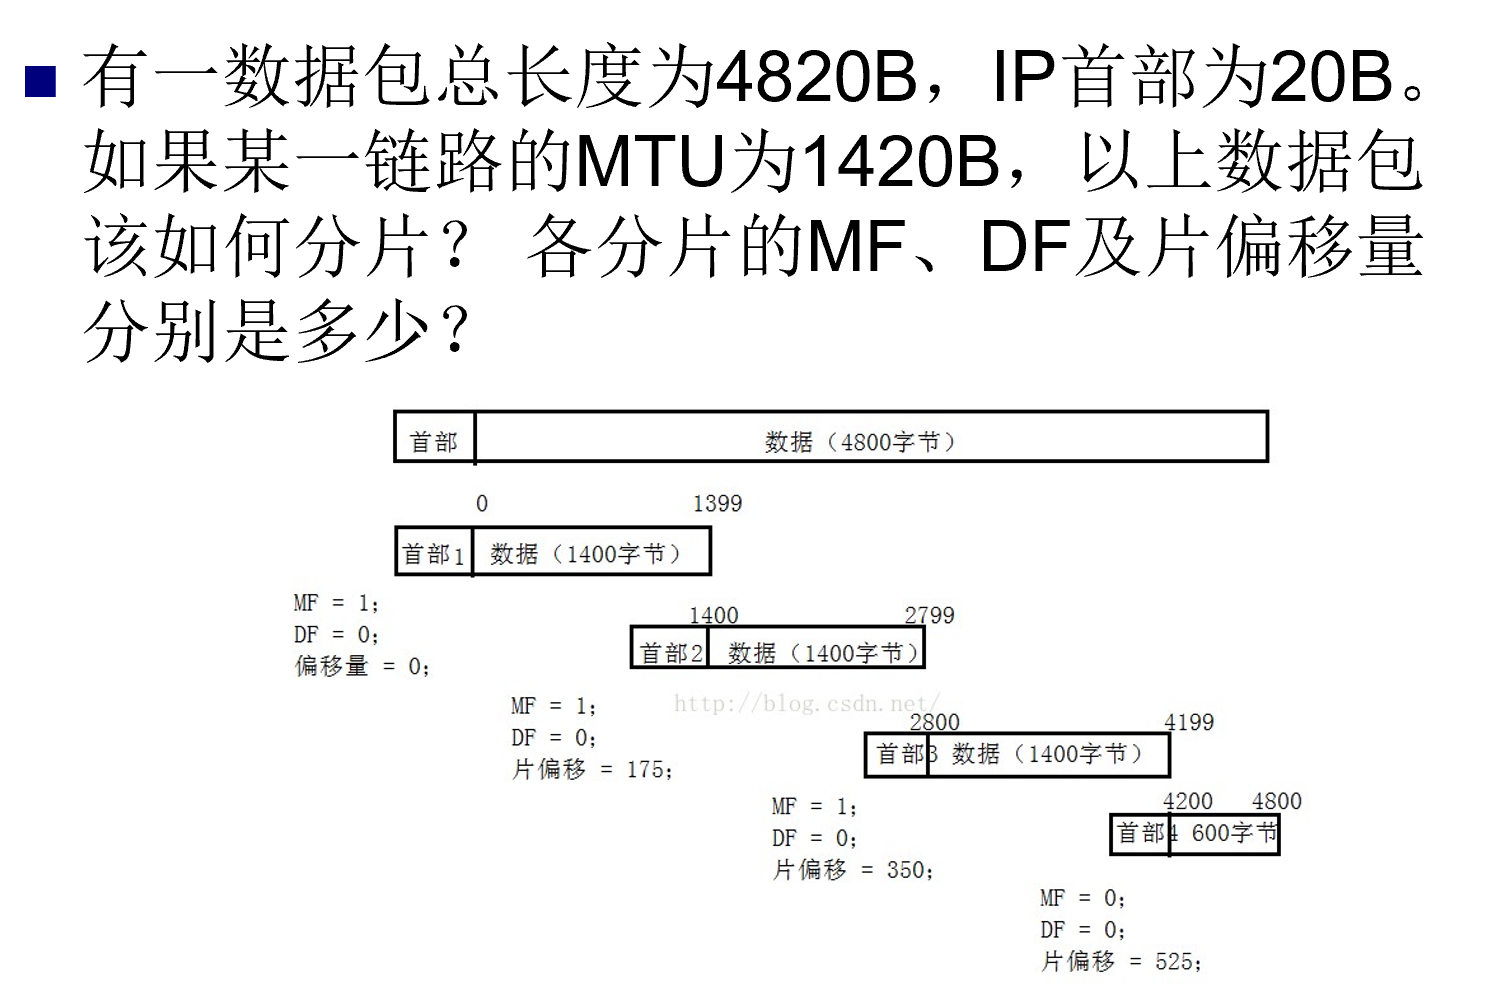 有一数据包总长度为4820B，IP首部为20B。
如果某一链路的MTU为1420B，以上数据包
该如何分片？ 各分片的MF、DF及片偏移量
分别是多少？
首部 数据（4800字节）
0 1399
首部1 数据（1400字节）
MF = 1;
DF = 0;
偏移量 = 0;
1400 2799
首部2 数据（1400字节）
MF = 1;
DF = 0;
片偏移 = 175;
http://blog.csdn.net/
2800 4199
首部3 数据（1400字节）
MF = 1;
DF = 0;
片偏移 = 350;
4200 4800
首部4 600字节
MF = 0;
DF = 0;
片偏移 = 525;